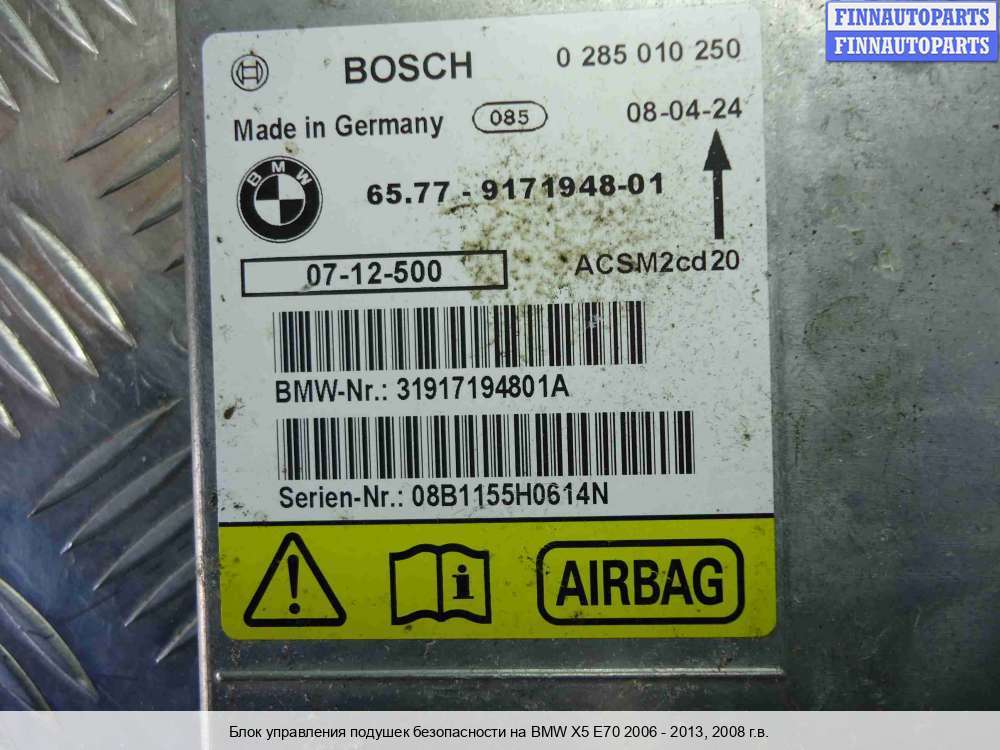 FINNAUTOPARTS
FINNAUTOPARTS
BOSCH 0 285 010 250
Made in Germany 085 08-04-24
BMW 65.77 - 9171948-01
07-12-500 ACSM2cd20
BMW-Nr.: 31917194801A
Serien-Nr.: 08B1155H0614N
i AIRBAG
Блок управления подушек безопасности на BMW X5 E70 2006 - 2013, 2008 г.в.